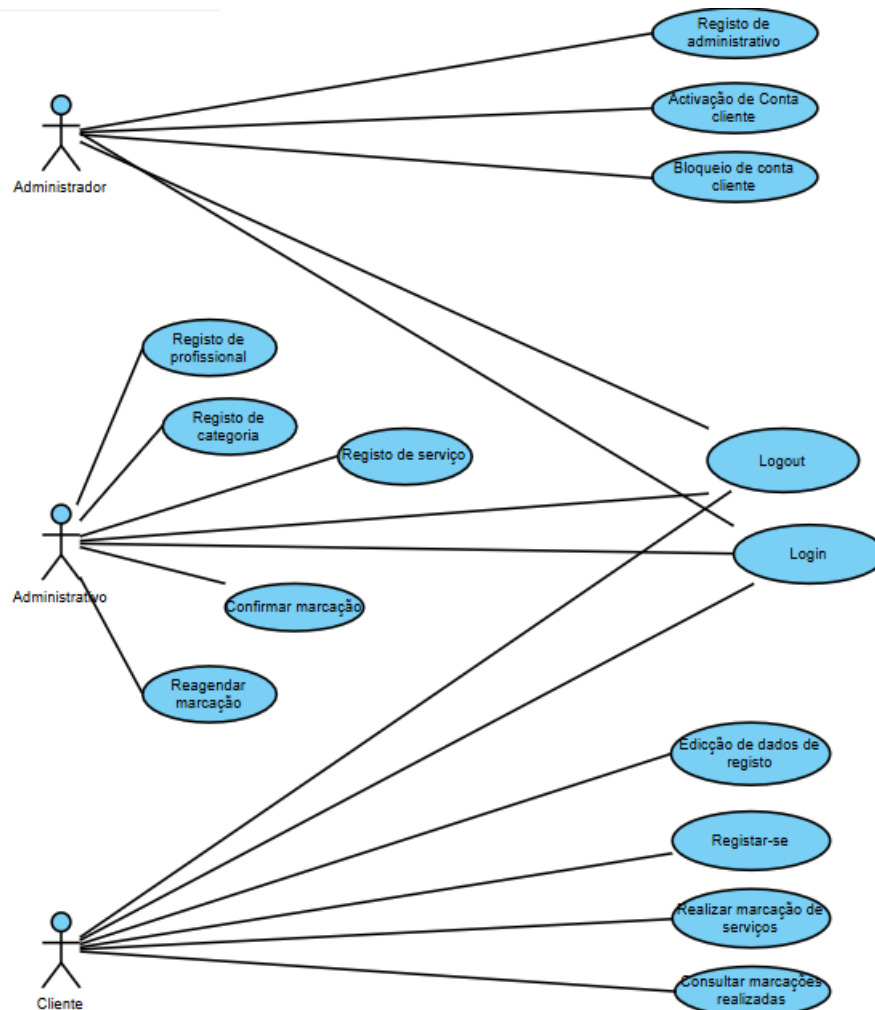 Registo de
administrativo
Activação de Conta
cliente
Bloqueio de conta
cliente
Administrador
Registo de
profissional
Registo de
categoria
Registo de serviço
Logout
Login
Administrativo
Confirmar marcação
Reagendar
marcação
Edicção de dados de
registo
Registar-se
Realizar marcação de
serviços
Consultar marcações
realizadas
Cliente